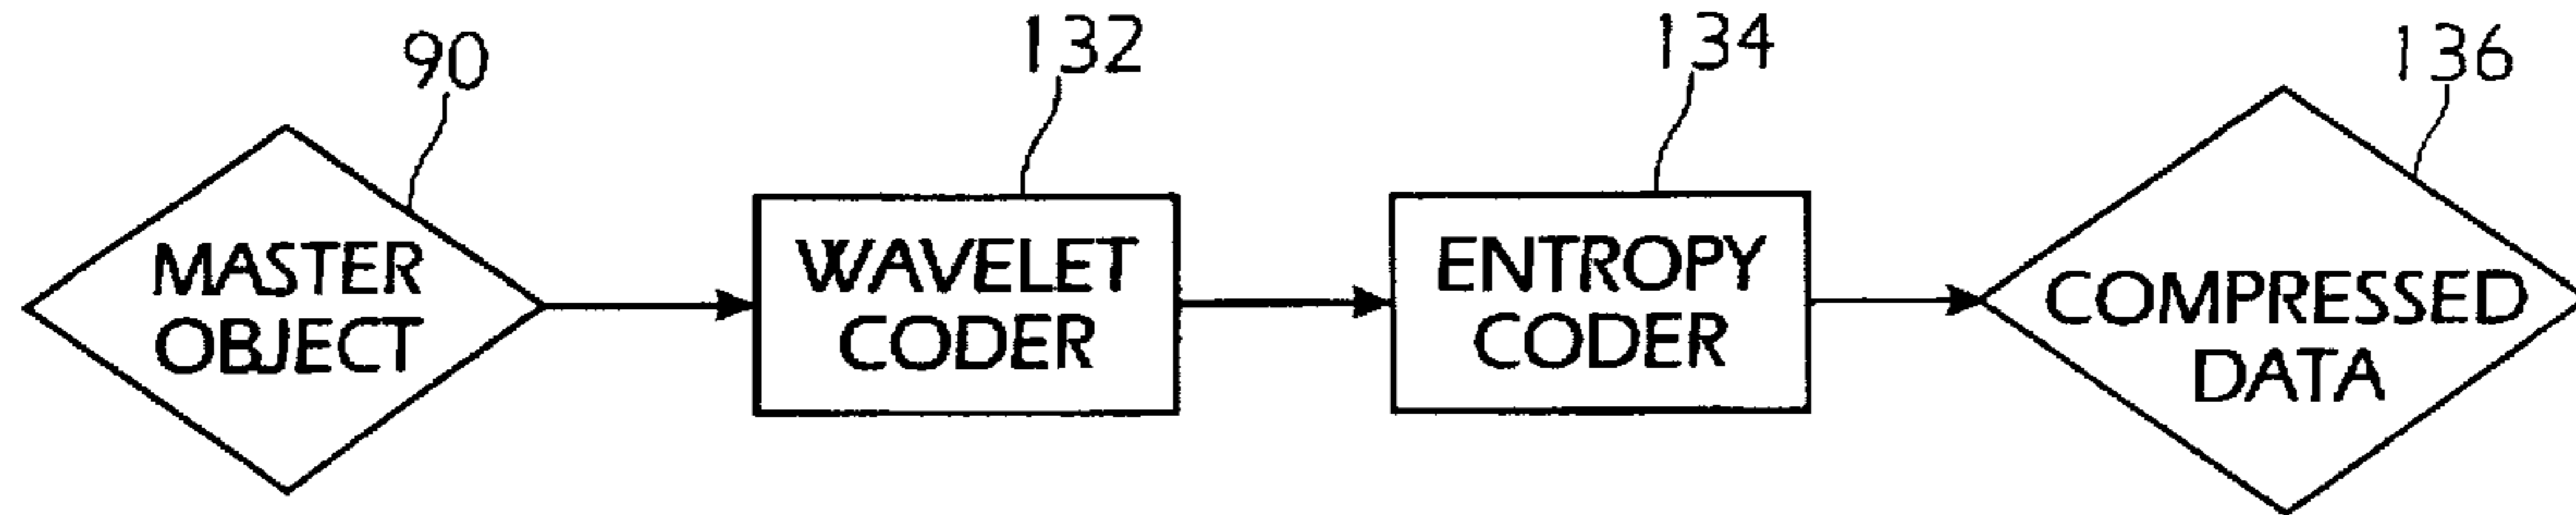 90
132
134
136
MASTER
OBJECT
WAVELET
CODER
ENTROPY
CODER
COMPRESSED
DATA